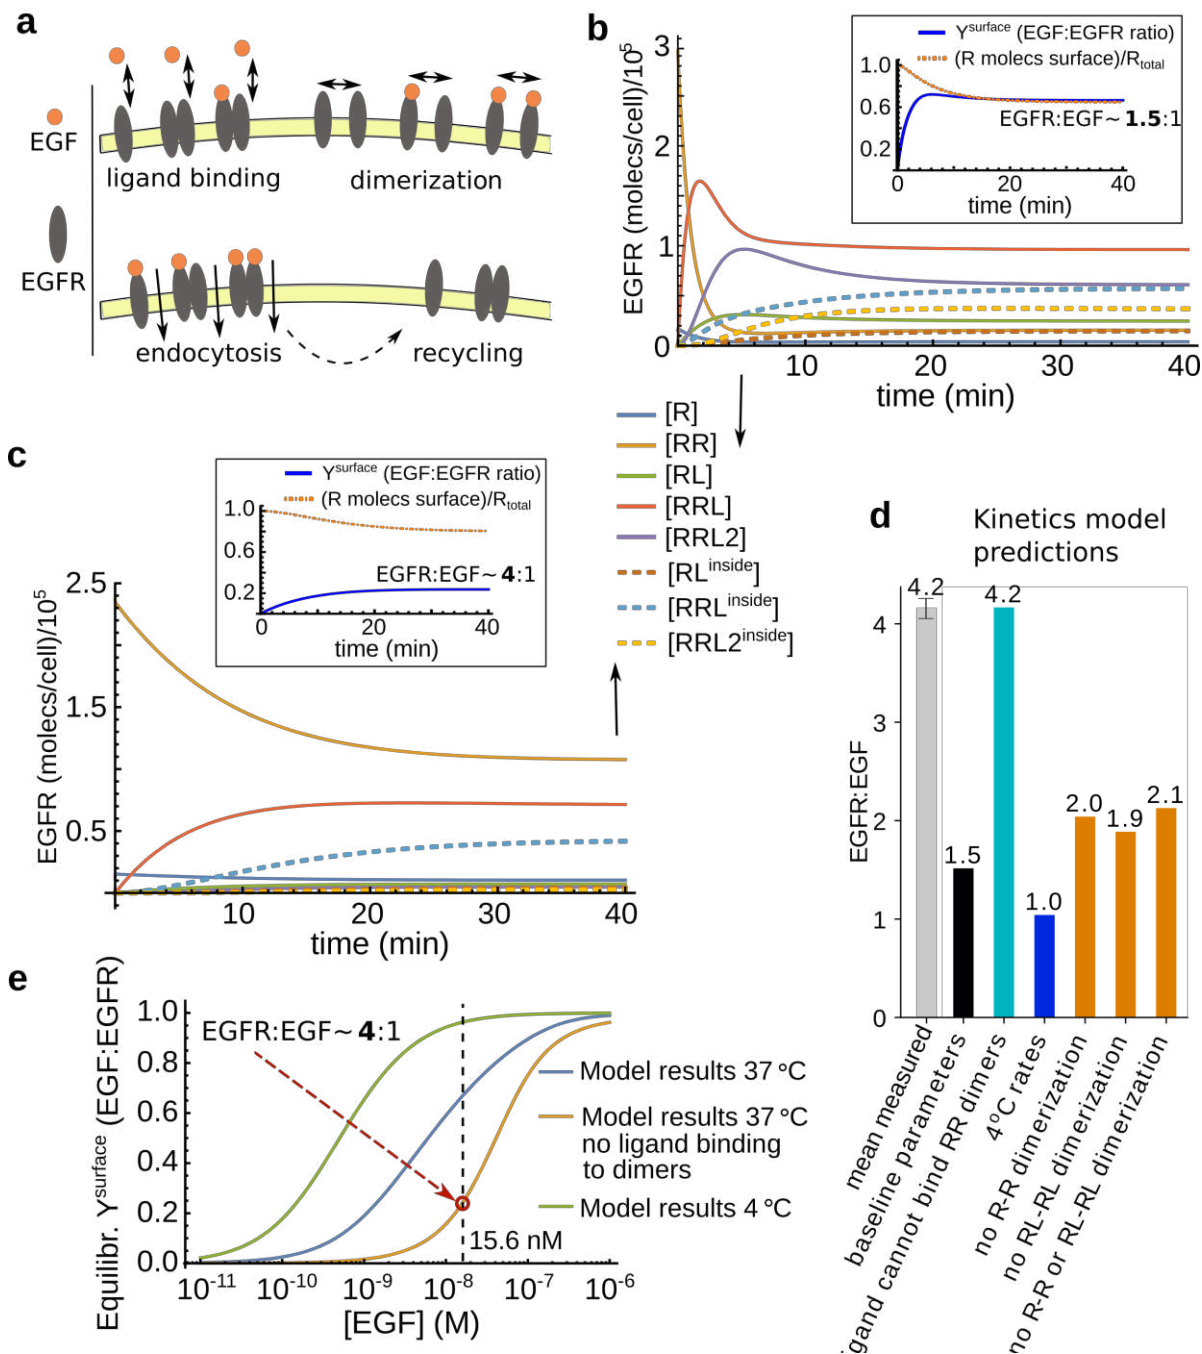 a
EGF
EGFR
ligand binding
dimerization
endocytosis
recycling
b
EGFR (molecs/cell)/10⁵
3
2
1
0
10
20
30
40
time (min)
Y^surface (EGF:EGFR ratio)
(R molecs surface)/R_total
1.0
0.6
0.2
EGFR:EGF~ 1.5:1
0
20
40
time (min)
[R]
[RR]
[RL]
[RRL]
[RRL2]
[RL^inside]
[RRL^inside]
[RRL2^inside]
c
EGFR (molecs/cell)/10⁵
2.5
1.5
0.5
10
20
30
40
time (min)
Y^surface (EGF:EGFR ratio)
(R molecs surface)/R_total
1.0
0.6
0.2
EGFR:EGF~ 4:1
0
20
40
time (min)
d
Kinetics model
predictions
EGFR:EGF
4
3
2
1
0
4.2
1.5
4.2
1.0
2.0
1.9
2.1
mean measured
baseline parameters
igand cannot bind RR dimers
4°C rates
no R-R dimerization
no RL-RL dimerization
no R-R or RL-RL dimerization
e
Equilibr. Y^surface (EGF:EGFR)
1.0
0.8
0.6
0.4
0.2
0.0
EGFR:EGF~ 4:1
15.6 nM
10⁻¹¹
10⁻¹⁰
10⁻⁹
10⁻⁸
10⁻⁷
10⁻⁶
[EGF] (M)
Model results 37 °C
Model results 37 °C
no ligand binding
to dimers
Model results 4 °C